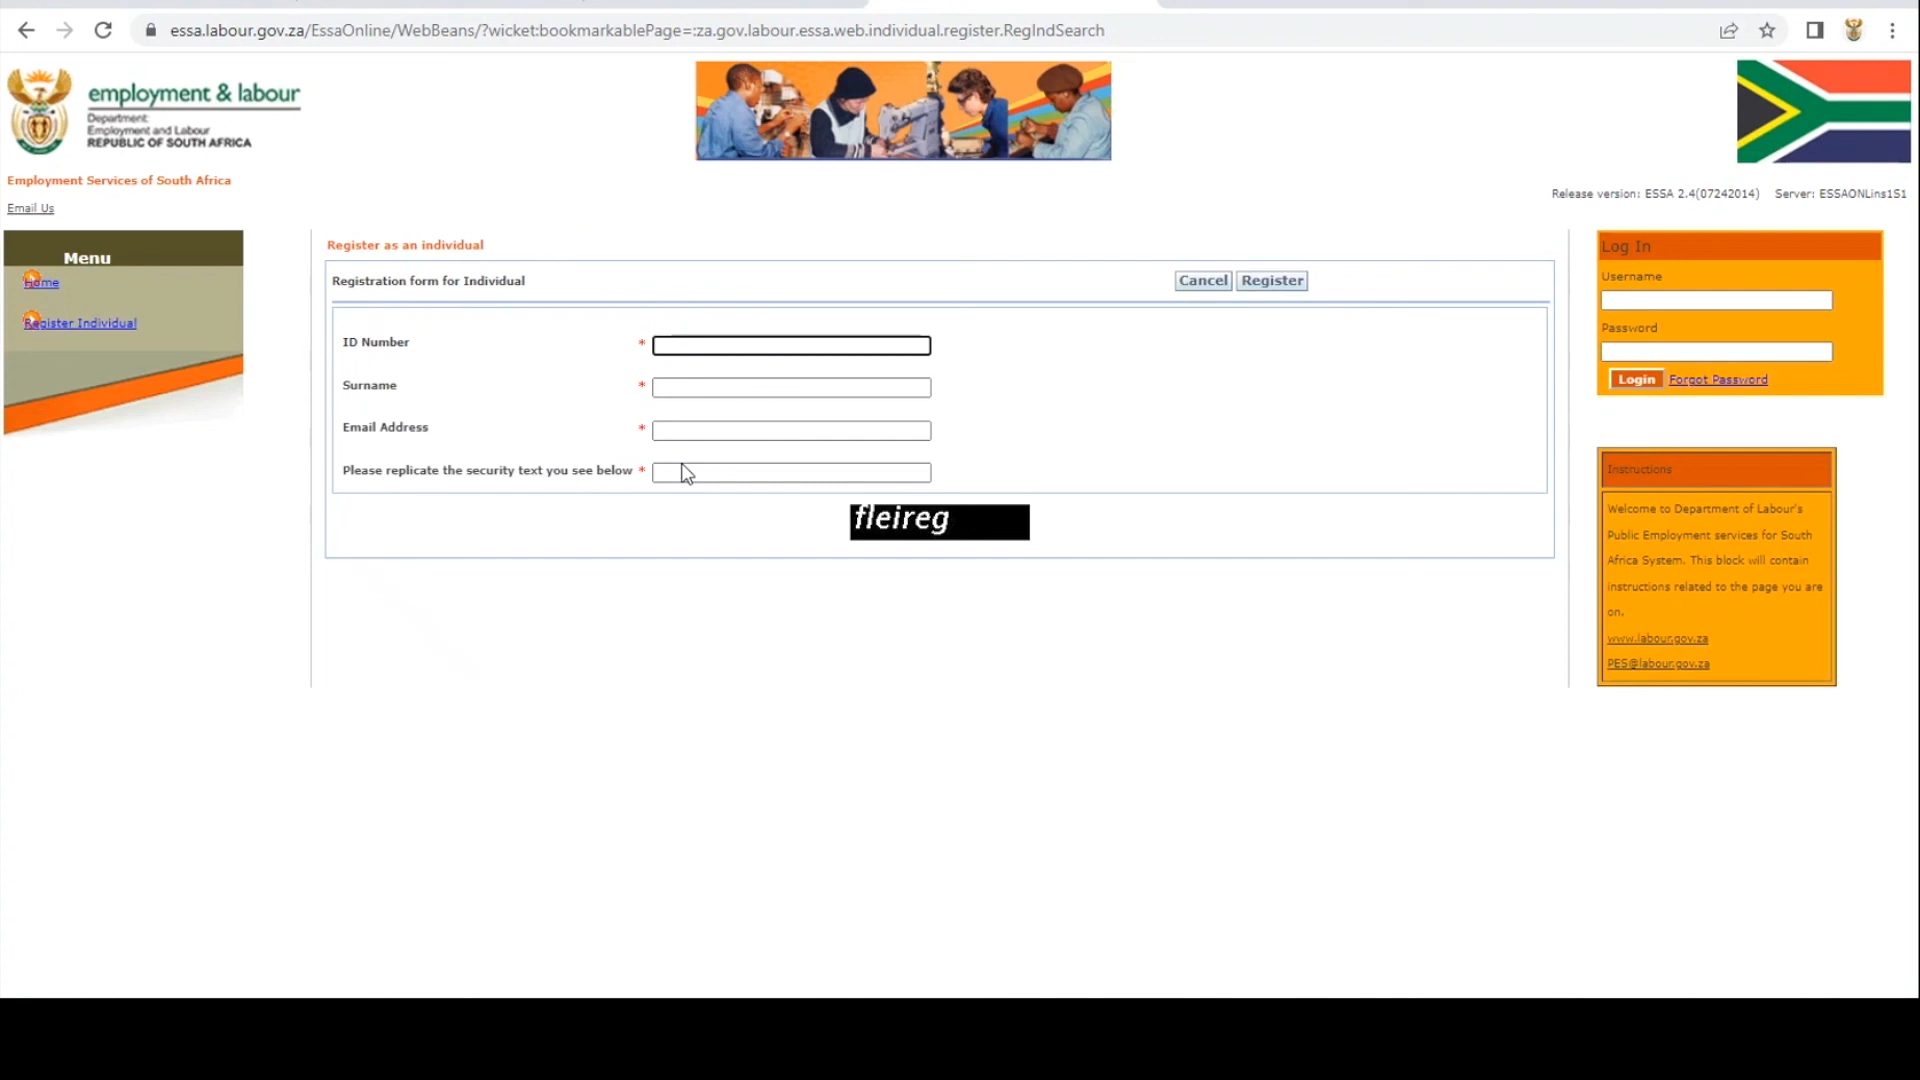 essa.labour.gov.za/EssaOnline/WebBeans/?wicket:bookmarkablePage=:za.gov.labour.essa.web.individual.register.RegIndSearch
employment & labour
Department:
Employment and Labour
REPUBLIC OF SOUTH AFRICA
Employment Services of South Africa
Release version: ESSA 2.4(07242014) Server: ESSAONLins1S1
Email Us
Menu
Home
Register Individual
Register as an individual
Registration form for Individual
Cancel Register
ID Number *
Surname *
Email Address *
Please replicate the security text you see below *
fleireg
Log In
Username
Password
Login Forgot Password
Instructions
Welcome to Department of Labour's
Public Employment services for South
Africa System. This block will contain
instructions related to the page you are
on.
www.labour.gov.za
PES@labour.gov.za